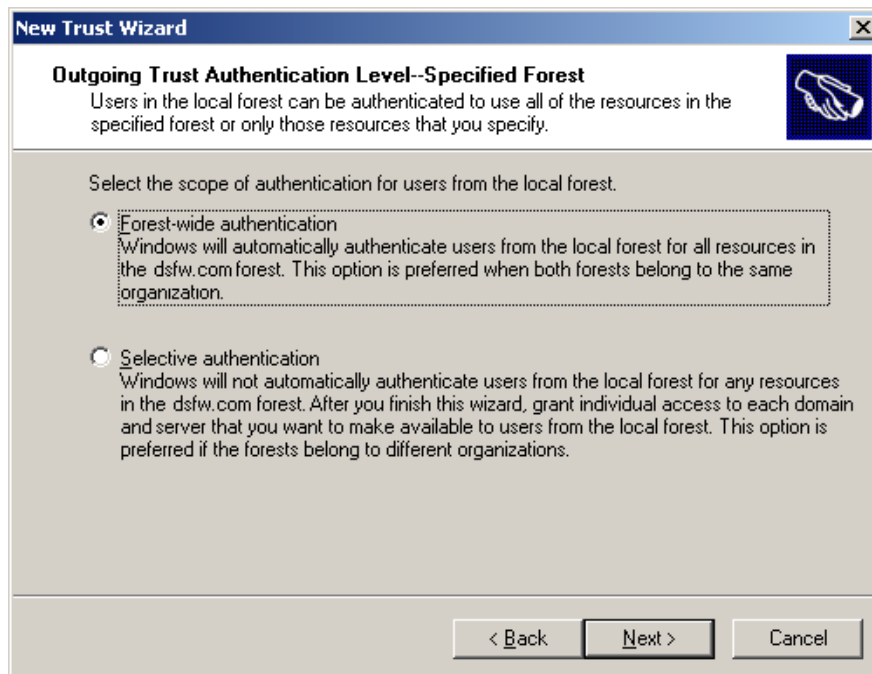 New Trust Wizard
Outgoing Trust Authentication Level--Specified Forest
Users in the local forest can be authenticated to use all of the resources in the
specified forest or only those resources that you specify.
Select the scope of authentication for users from the local forest.
Forest-wide authentication
Windows will automatically authenticate users from the local forest for all resources in
the dsfw.com forest. This option is preferred when both forests belong to the same
organization.
Selective authentication
Windows will not automatically authenticate users from the local forest for any resources
in the dsfw.com forest. After you finish this wizard, grant individual access to each domain
and server that you want to make available to users from the local forest. This option is
preferred if the forests belong to different organizations.
< Back
Next >
Cancel